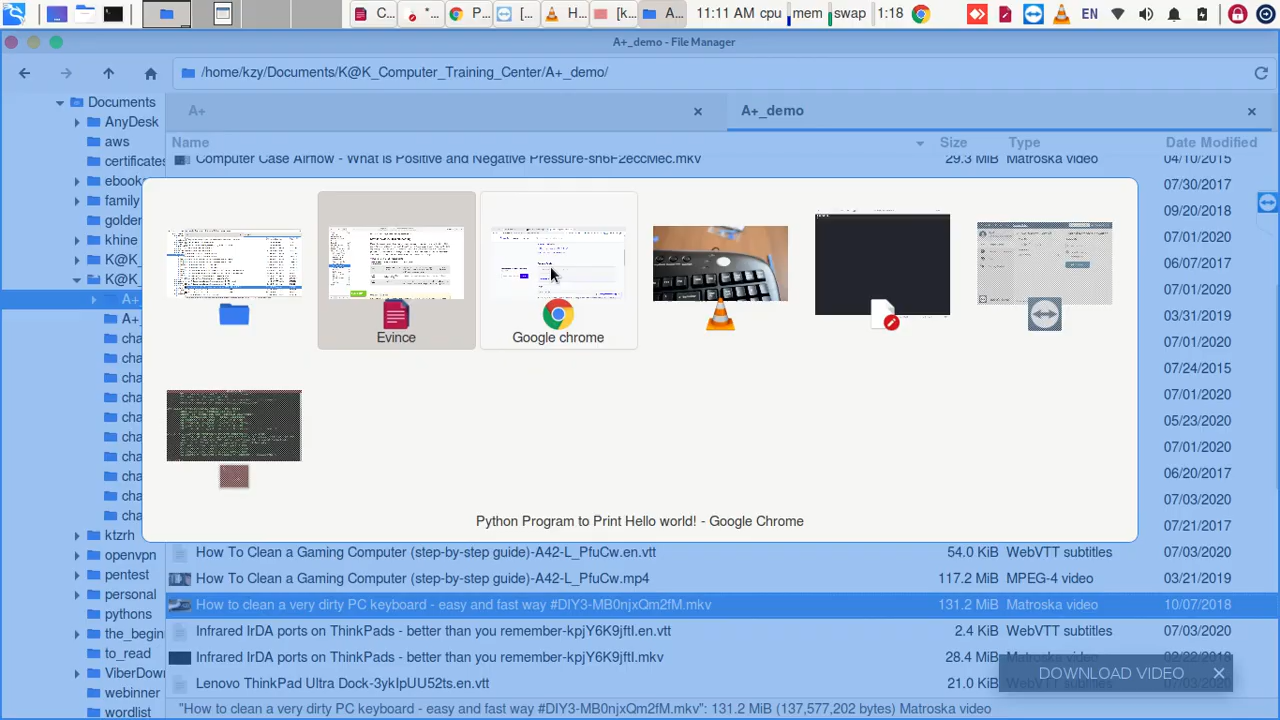 C... *... P... [... H... [k... A... 11:11 AM cpu mem swap 1:18 EN
A+_demo - File Manager
/home/kzy/Documents/K@K_Computer_Training_Center/A+_demo/
A+ A+_demo
Name Size Type Date Modified
Documents
AnyDesk
aws
certificates
ebook
family
golden
khine
K@K_
K@K
A+
A+_
cha
cha
cha
cha
cha
cha
cha
cha
cha
cha
ktzrh
openvpn
pentest
personal
pythons
the_begin
to_read
ViberDow
webinner
wordlist
Computer Case Airflow - What is Positive and Negative Pressure-sh6F2eccMec.mkv 29.3 MiB Matroska video 04/10/2015
07/30/2017
09/20/2018
07/01/2020
06/07/2017
07/01/2020
03/31/2019
07/01/2020
07/24/2015
07/01/2020
05/23/2020
07/01/2020
06/20/2017
07/03/2020
07/21/2017
Evince
Google chrome
Python Program to Print Hello world! - Google Chrome
How To Clean a Gaming Computer (step-by-step guide)-A42-L_PfuCw.en.vtt 54.0 KiB WebVTT subtitles 07/03/2020
How To Clean a Gaming Computer (step-by-step guide)-A42-L_PfuCw.mp4 117.2 MiB MPEG-4 video 03/21/2019
How to clean a very dirty PC keyboard - easy and fast way #DIY3-MB0njxQm2fM.mkv 131.2 MiB Matroska video 10/07/2018
Infrared IrDA ports on ThinkPads - better than you remember-kpjY6K9jftI.en.vtt 2.4 KiB WebVTT subtitles 07/03/2020
Infrared IrDA ports on ThinkPads - better than you remember-kpjY6K9jftI.mkv 28.4 MiB Matroska video 02/22/2018
Lenovo ThinkPad Ultra Dock-3ykIpUU52ts.en.vtt 21.0 KiB WebVTT subtitles 07/03/2020
DOWNLOAD VIDEO
"How to clean a very dirty PC keyboard - easy and fast way #DIY3-MB0njxQm2fM.mkv": 131.2 MiB (137,577,202 bytes) Matroska video